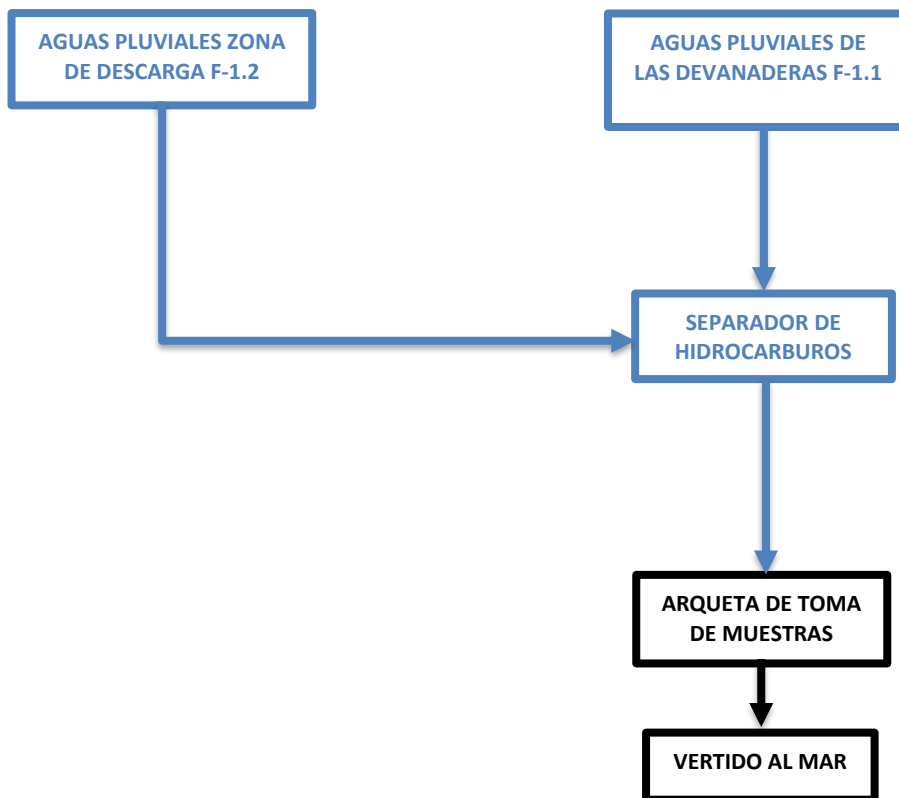 AGUAS PLUVIALES ZONA
DE DESCARGA F-1.2
AGUAS PLUVIALES DE
LAS DEVANADERAS F-1.1
SEPARADOR DE
HIDROCARBUROS
ARQUETA DE TOMA
DE MUESTRAS
VERTIDO AL MAR